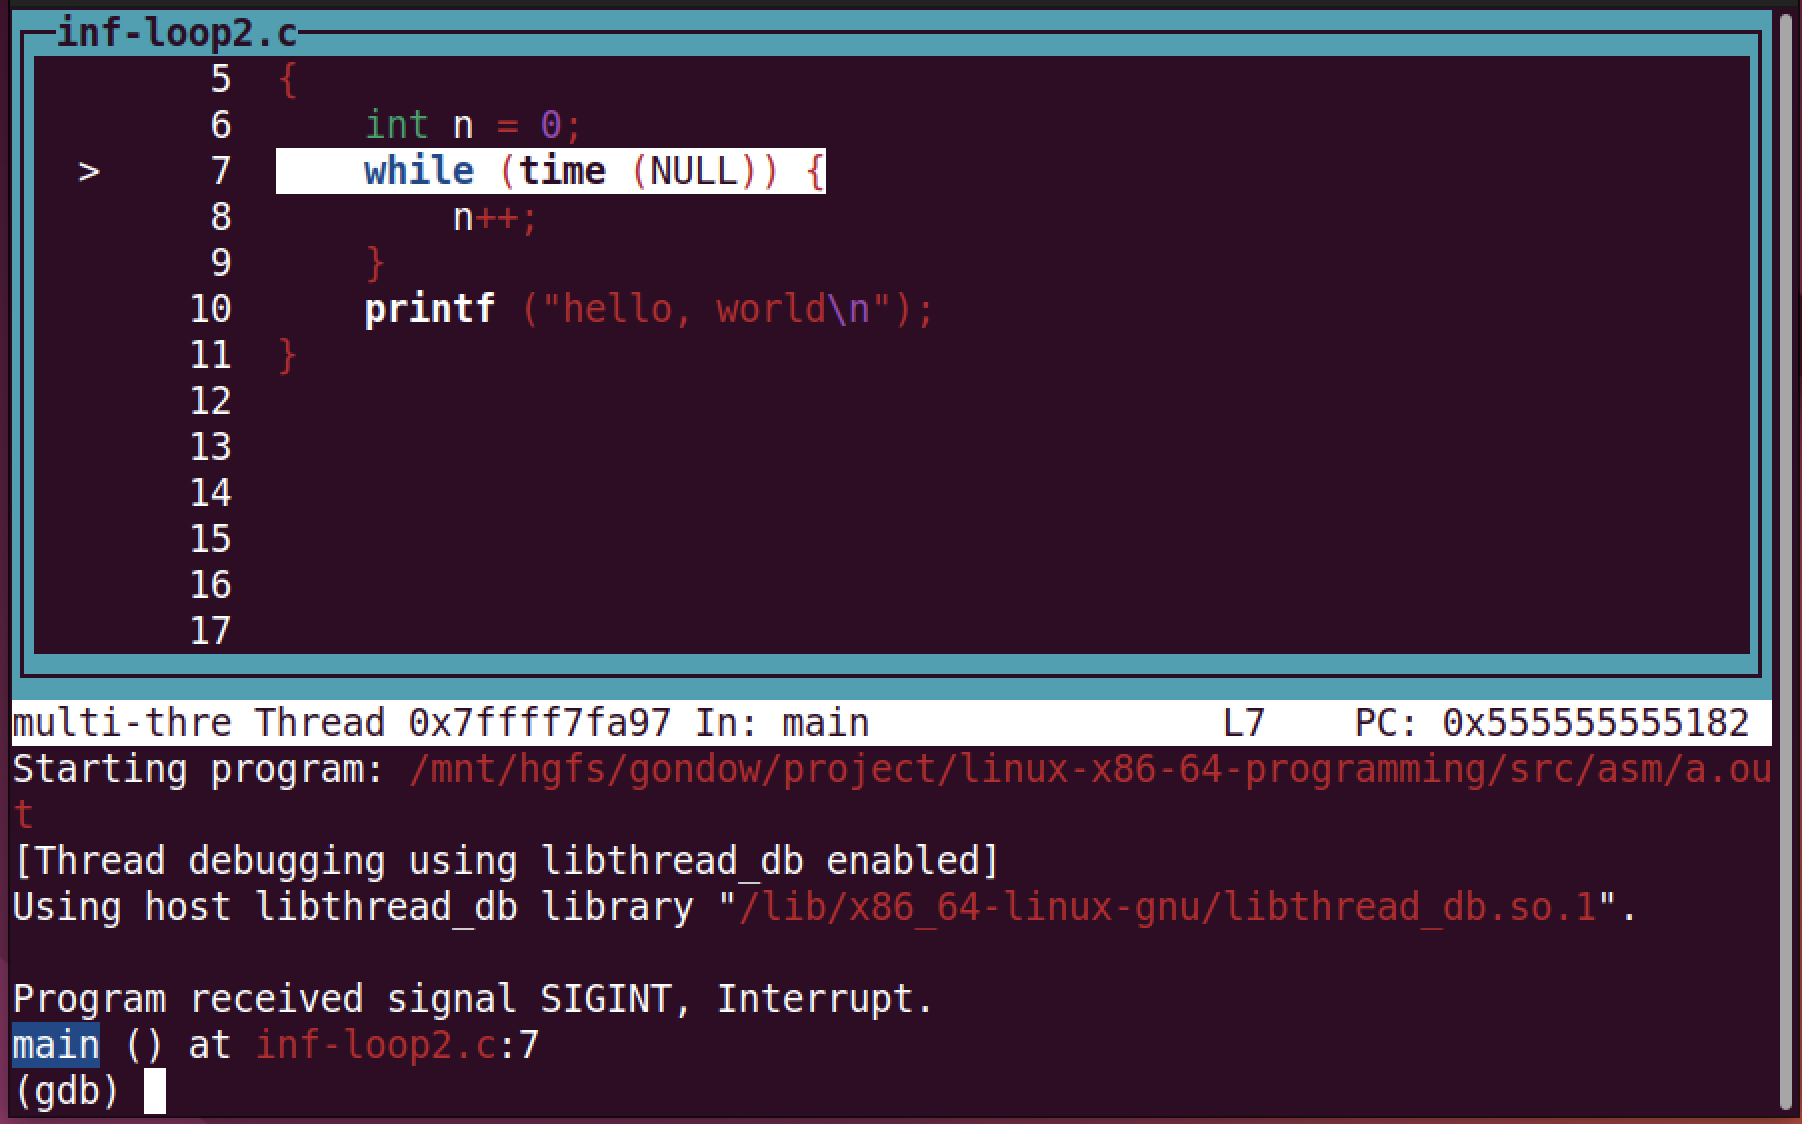 inf-loop2.c
5 {
6     int n = 0;
> 7     while (time (NULL)) {
8         n++;
9     }
10     printf ("hello, world\n");
11 }
12
13
14
15
16
17
multi-thre Thread 0x7ffff7fa97 In: main L7 PC: 0x555555555182
Starting program: /mnt/hgfs/gondow/project/linux-x86-64-programming/src/asm/a.ou
t
[Thread debugging using libthread_db enabled]
Using host libthread_db library "/lib/x86_64-linux-gnu/libthread_db.so.1".
Program received signal SIGINT, Interrupt.
main () at inf-loop2.c:7
(gdb)